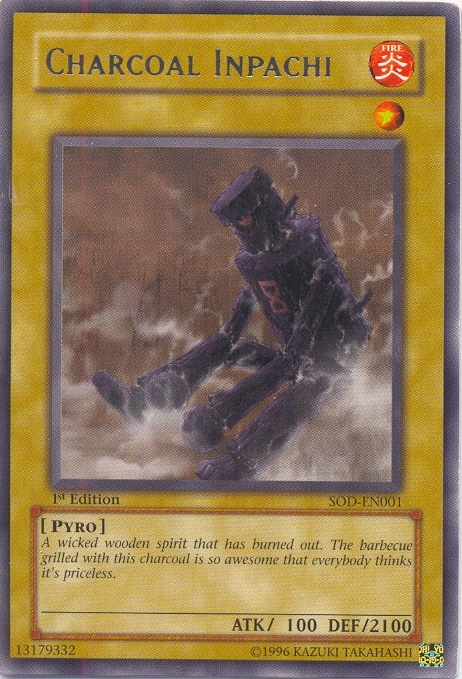 CHARCOAL INPACHI
FIRE
炎
1st Edition
SOD-EN001
[PYRO]
A wicked wooden spirit that has burned out. The barbecue
grilled with this charcoal is so awesome that everybody thinks
it's priceless.
ATK/ 100 DEF/2100
13179332
©1996 KAZUKI TAKAHASHI